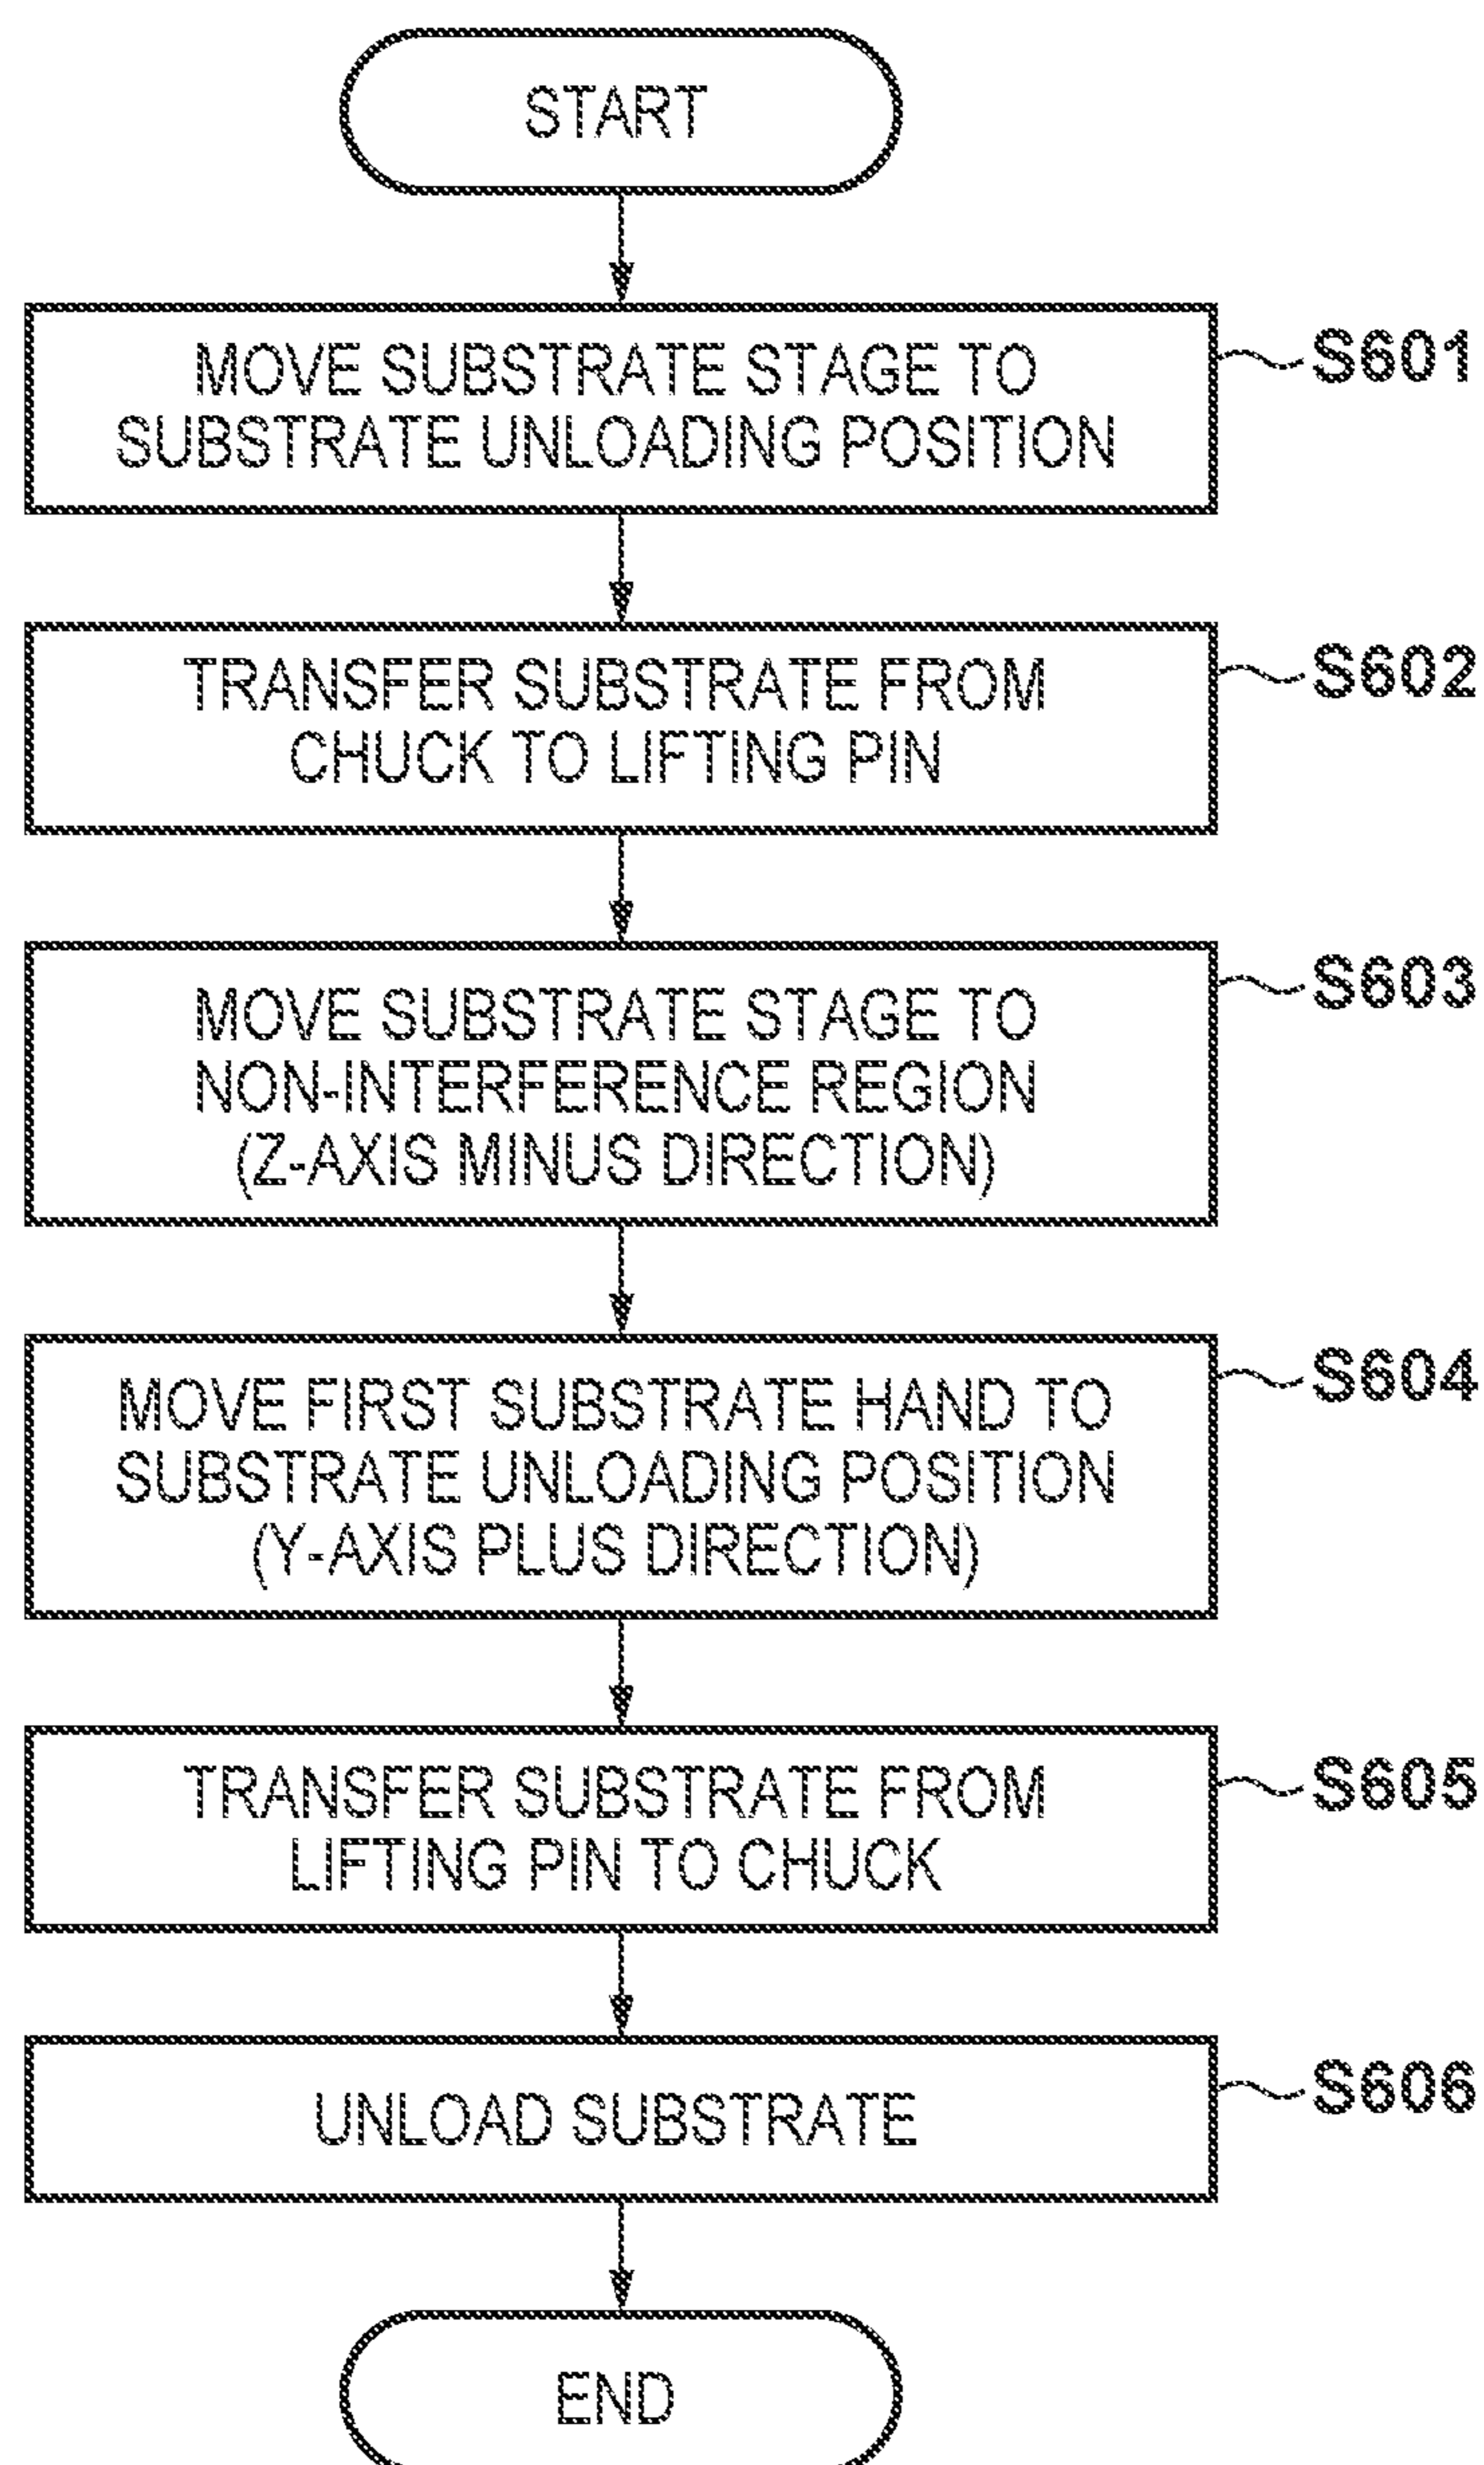 START
MOVE SUBSTRATE STAGE TO
SUBSTRATE UNLOADING POSITION
S601
TRANSFER SUBSTRATE FROM
CHUCK TO LIFTING PIN
S602
MOVE SUBSTRATE STAGE TO
NON-INTERFERENCE REGION
(Z-AXIS MINUS DIRECTION)
S603
MOVE FIRST SUBSTRATE HAND TO
SUBSTRATE UNLOADING POSITION
(Y-AXIS PLUS DIRECTION)
S604
TRANSFER SUBSTRATE FROM
LIFTING PIN TO CHUCK
S605
UNLOAD SUBSTRATE
S606
END